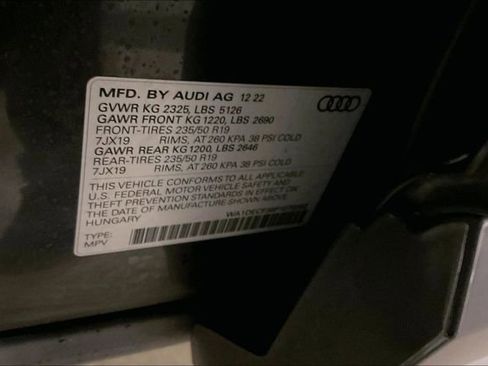 MFD. BY AUDI AG 12 22
GVWR KG 2325, LBS 5126
GAWR FRONT KG 1220, LBS 2690
FRONT-TIRES 235/50 R19
7JX19 RIMS, AT 260 KPA 38 PSI COLD
GAWR REAR KG 1200, LBS 2646
REAR-TIRES 235/50 R19
7JX19 RIMS, AT 260 KPA 38 PSI COLD
THIS VEHICLE CONFORMS TO ALL APPLICABLE
U.S. FEDERAL MOTOR VEHICLE SAFETY AND
THEFT PREVENTION STANDARDS IN EFFECT ON
THE DATE OF MANUFACTURE SHOWN ABOVE.
HUNGARY
TYPE:
MPV